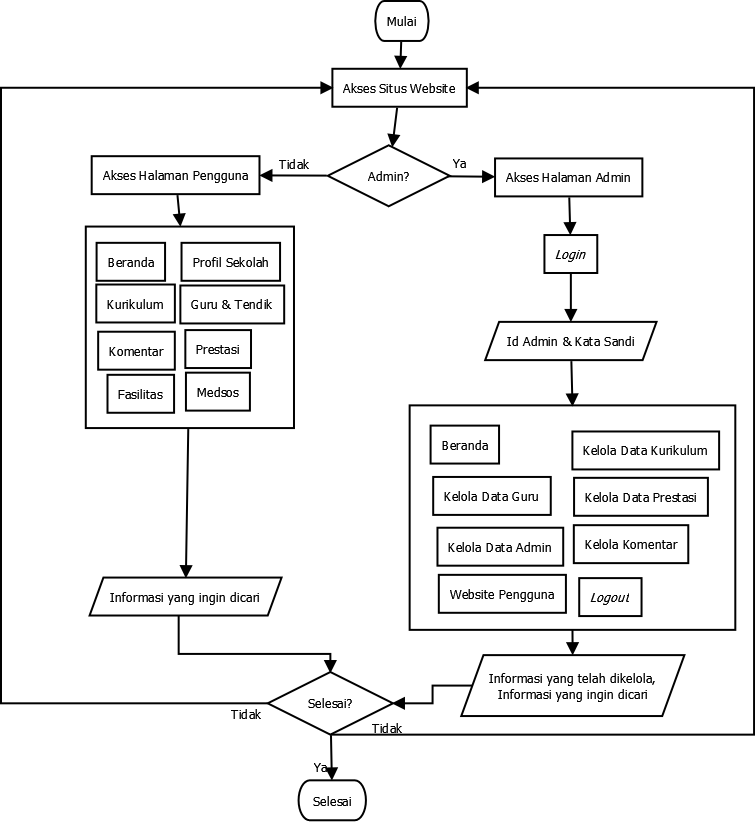 Mulai
Akses Situs Website
Admin?
Tidak
Ya
Akses Halaman Pengguna
Akses Halaman Admin
Beranda
Profil Sekolah
Kurikulum
Guru & Tendik
Komentar
Prestasi
Fasilitas
Medsos
Login
Id Admin & Kata Sandi
Beranda
Kelola Data Kurikulum
Kelola Data Guru
Kelola Data Prestasi
Kelola Data Admin
Kelola Komentar
Website Pengguna
Logout
Informasi yang ingin dicari
Informasi yang telah dikelola,
Informasi yang ingin dicari
Selesai?
Tidak
Tidak
Ya
Selesai